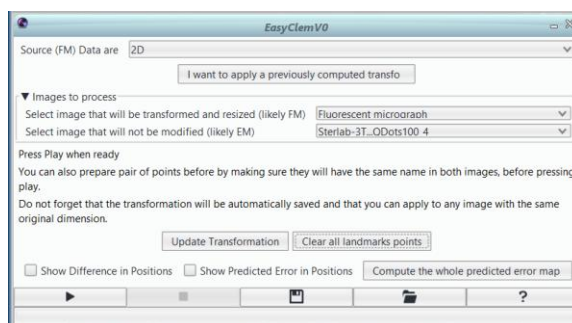 EasyClemV0
Source (FM) Data are 2D
I want to apply a previously computed transfo
Images to process
Select image that will be transformed and resized (likely FM) Fluorescent micrograph
Select image that will not be modified (likely EM) Sterlab-3T...QDots100 4
Press Play when ready
You can also prepare pair of points before by making sure they will have the same name in both images, before pressing
play.
Do not forget that the transformation will be automatically saved and that you can apply to any image with the same
original dimension.
Update Transformation Clear all landmarks points
Show Difference in Positions Show Predicted Error in Positions Compute the whole predicted error map
?